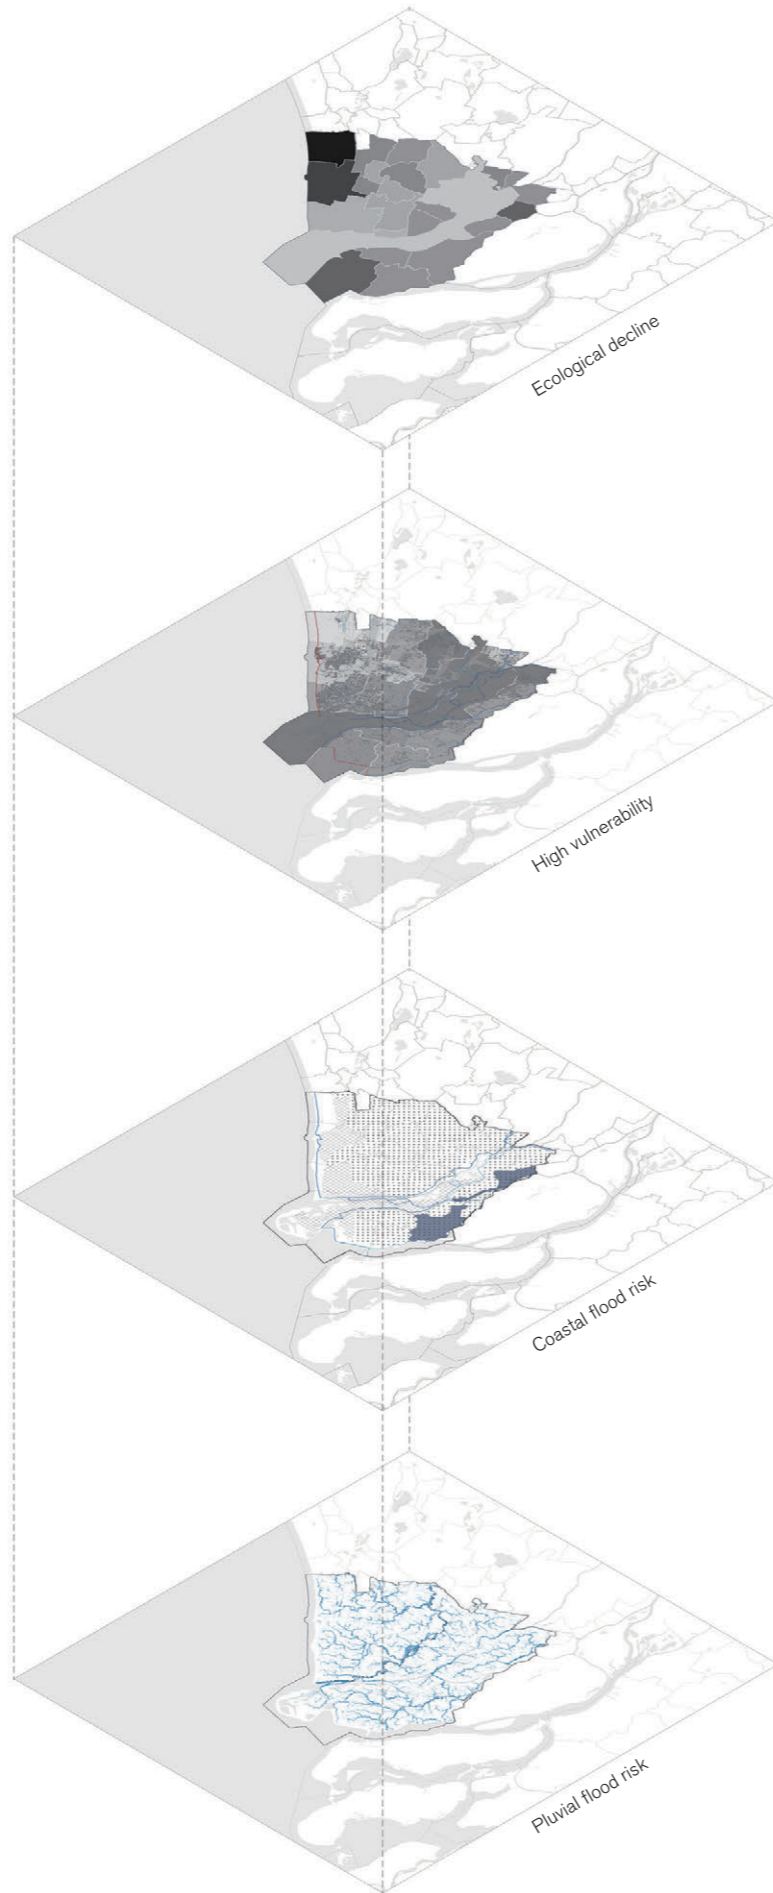 Ecological decline
High vulnerability
Coastal flood risk
Pluvial flood risk